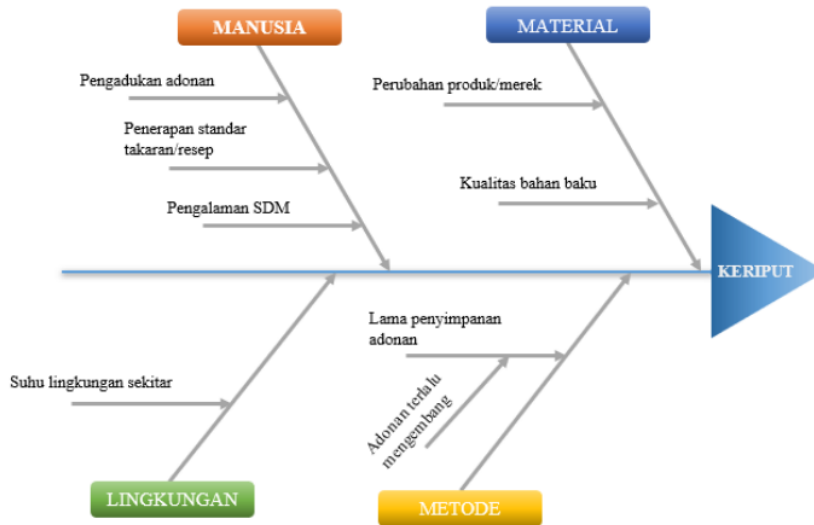 MANUSIA
MATERIAL
Pengadukan adonan
Perubahan produk/merek
Penerapan standar
takaran/resep
Kualitas bahan baku
Pengalaman SDM
KERIPUT
Lama penyimpanan
adonan
Suhu lingkungan sekitar
Adonan terlalu
mengembang
LINGKUNGAN
METODE